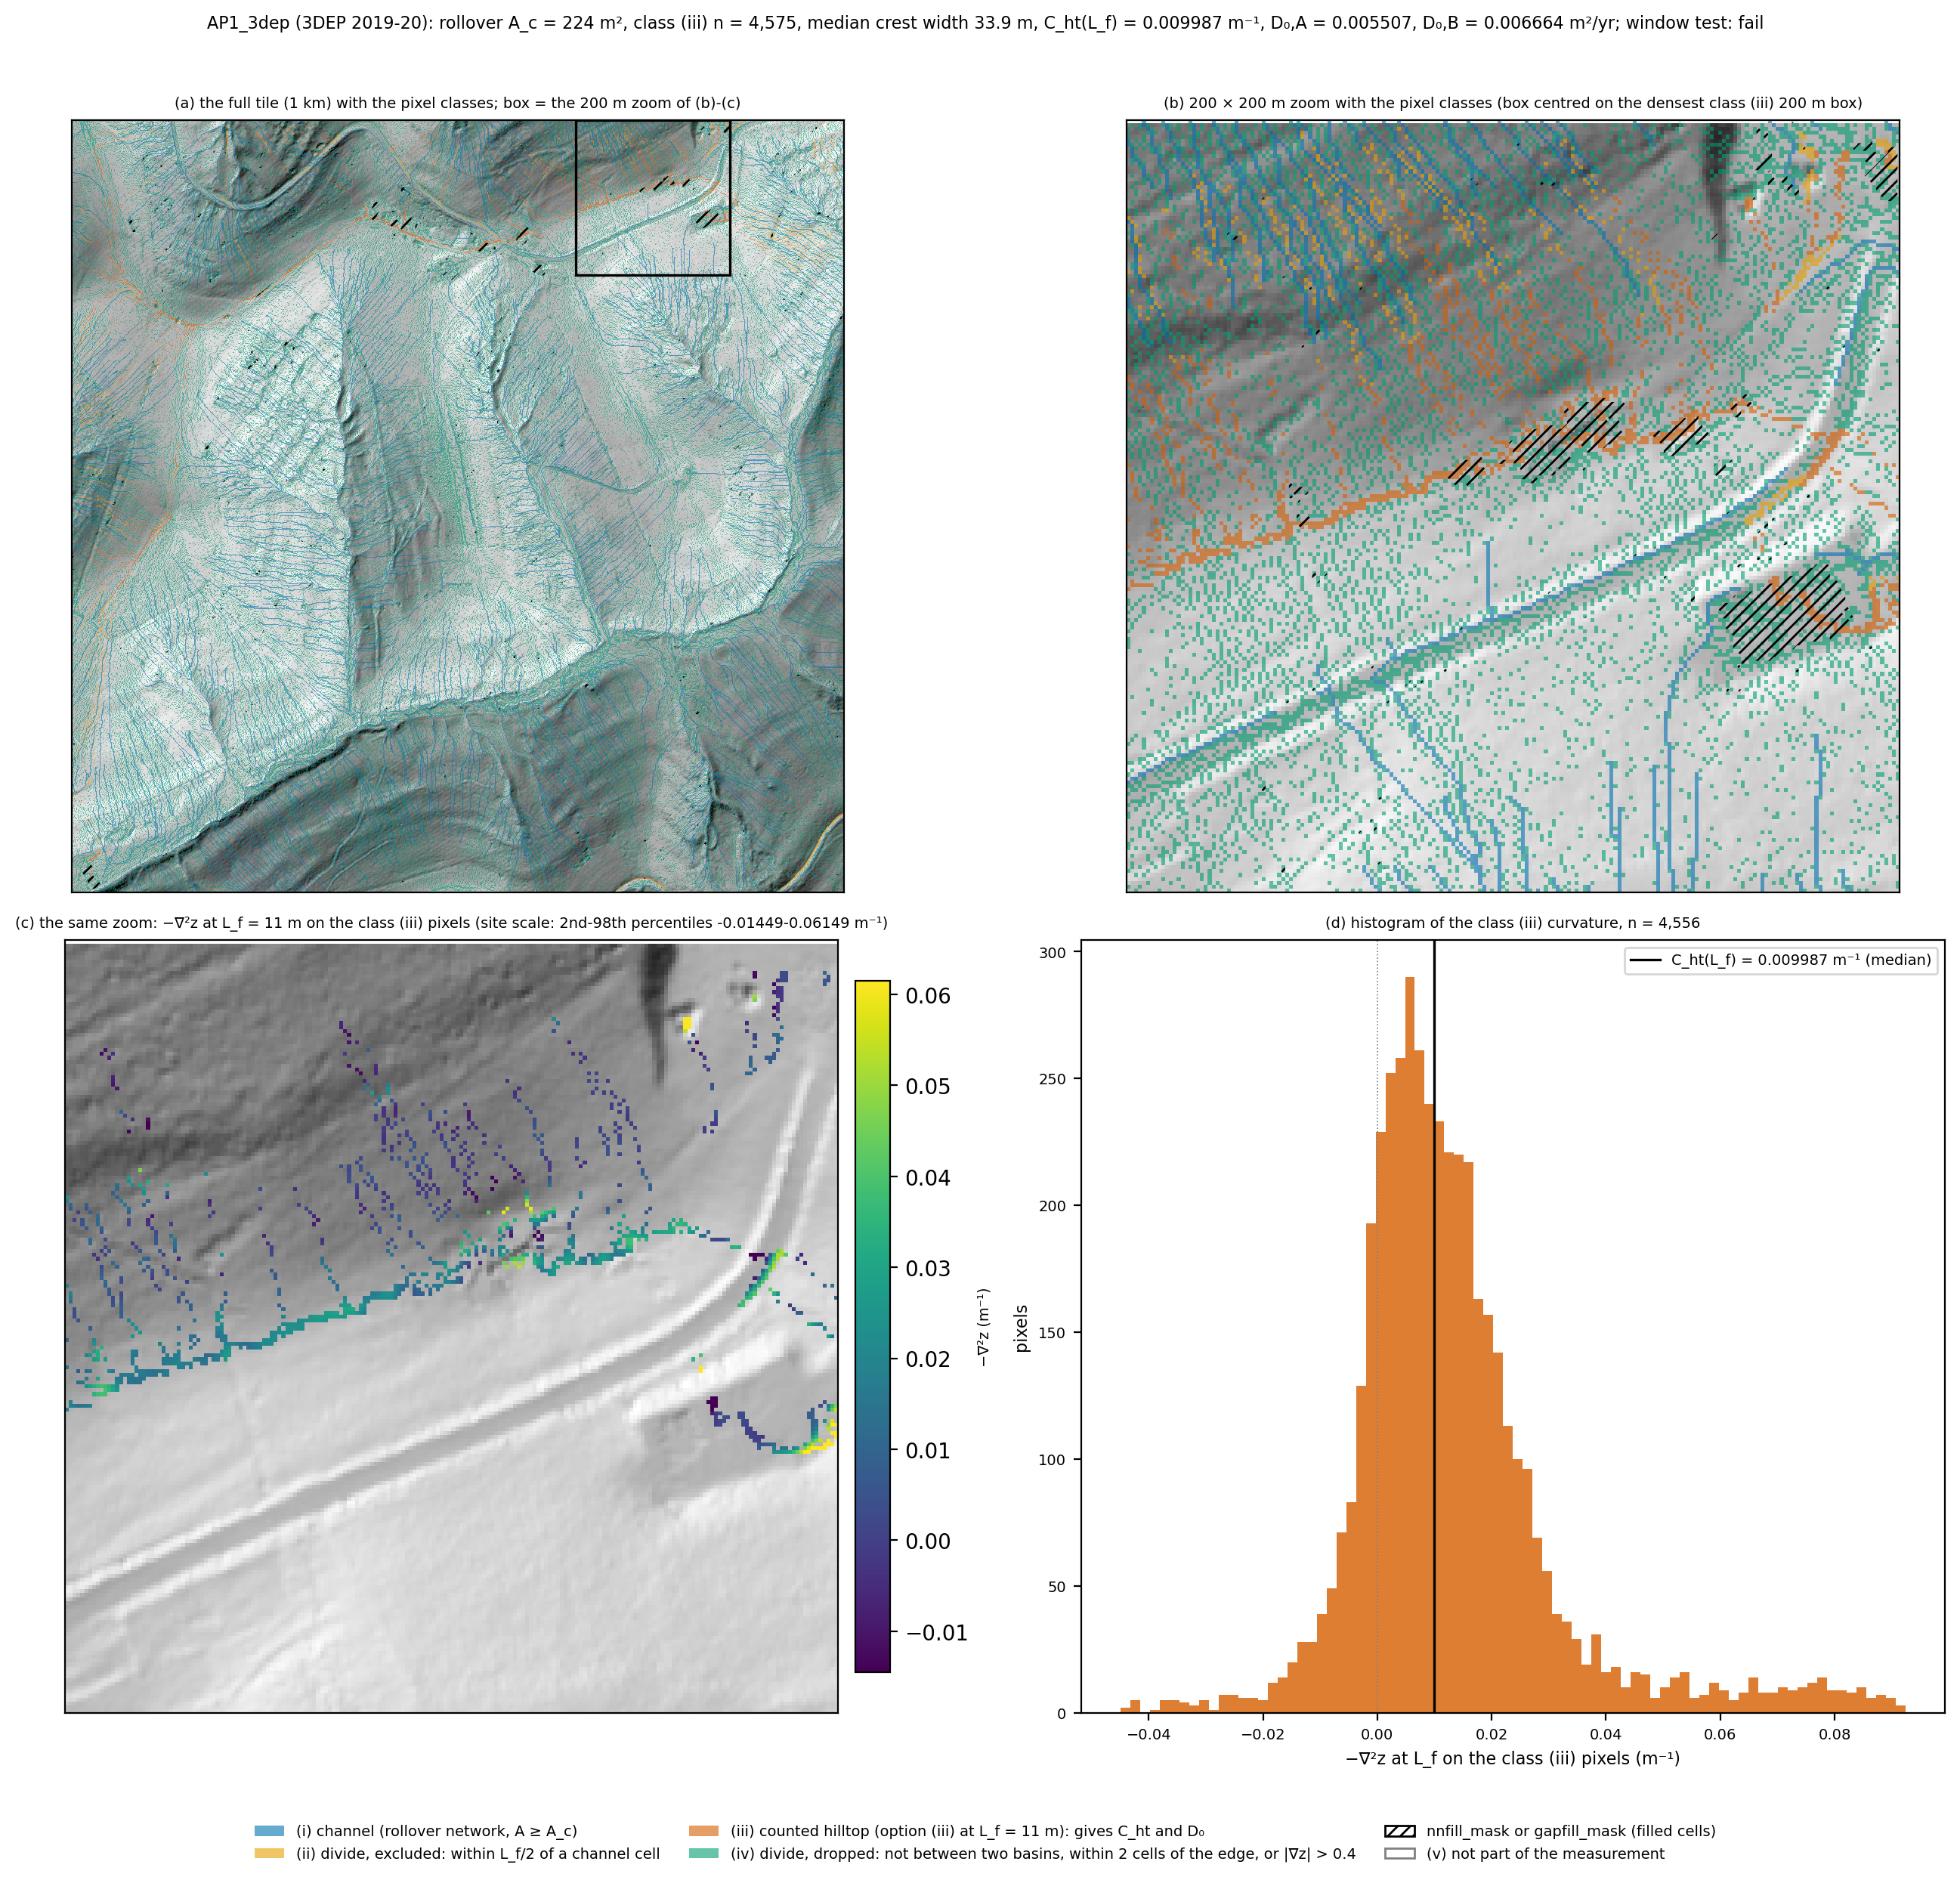 AP1_3dep (3DEP 2019-20): rollover A_c = 224 m², class (iii) n = 4,575, median crest width 33.9 m, C_ht(L_f) = 0.009987 m⁻¹, D₀,A = 0.005507, D₀,B = 0.006664 m²/yr; window test: fail
(a) the full tile (1 km) with the pixel classes; box = the 200 m zoom of (b)-(c)
(b) 200 × 200 m zoom with the pixel classes (box centred on the densest class (iii) 200 m box)
(c) the same zoom: −∇²z at L_f = 11 m on the class (iii) pixels (site scale: 2nd-98th percentiles -0.01449-0.06149 m⁻¹)
0.06
0.05
0.04
0.03
0.02
0.01
0.00
−0.01
−∇²z (m⁻¹)
(d) histogram of the class (iii) curvature, n = 4,556
C_ht(L_f) = 0.009987 m⁻¹ (median)
300
250
200
150
100
50
0
pixels
−0.04
−0.02
0.00
0.02
0.04
0.06
0.08
−∇²z at L_f on the class (iii) pixels (m⁻¹)
(i) channel (rollover network, A ≥ A_c)
(ii) divide, excluded: within L_f/2 of a channel cell
(iii) counted hilltop (option (iii) at L_f = 11 m): gives C_ht and D₀
(iv) divide, dropped: not between two basins, within 2 cells of the edge, or |∇z| > 0.4
nnfill_mask or gapfill_mask (filled cells)
(v) not part of the measurement